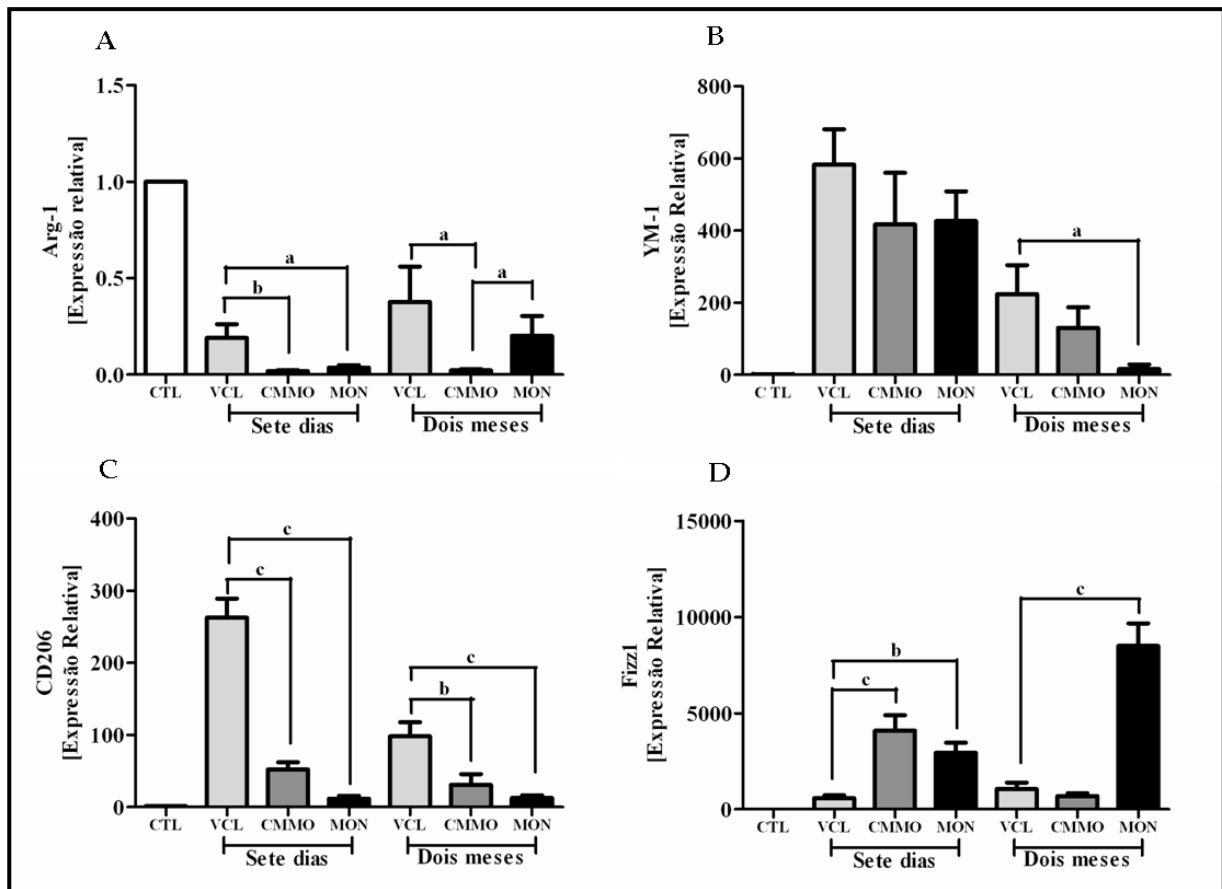 A
Arg-1
[Expressão relativa]
1.5
1.0
0.5
0.0
a
b
a
a
CTL VCL CMMO MON VCL CMMO MON
Sete dias Dois meses
B
YM-1
[Expressão Relativa]
800
600
400
200
0
a
C TL VCL CMMO MON VCL CMMO MON
Sete dias Dois meses
C
CD206
[Expressão Relativa]
400
300
200
100
0
c
c
c
b
CTL VCL CMMO MON VCL CMMO MON
Sete dias Dois meses
D
Fizz1
[Expressão Relativa]
15000
10000
5000
0
c
b
c
CTL VCL CMMO MON VCL CMMO MON
Sete dias Dois meses